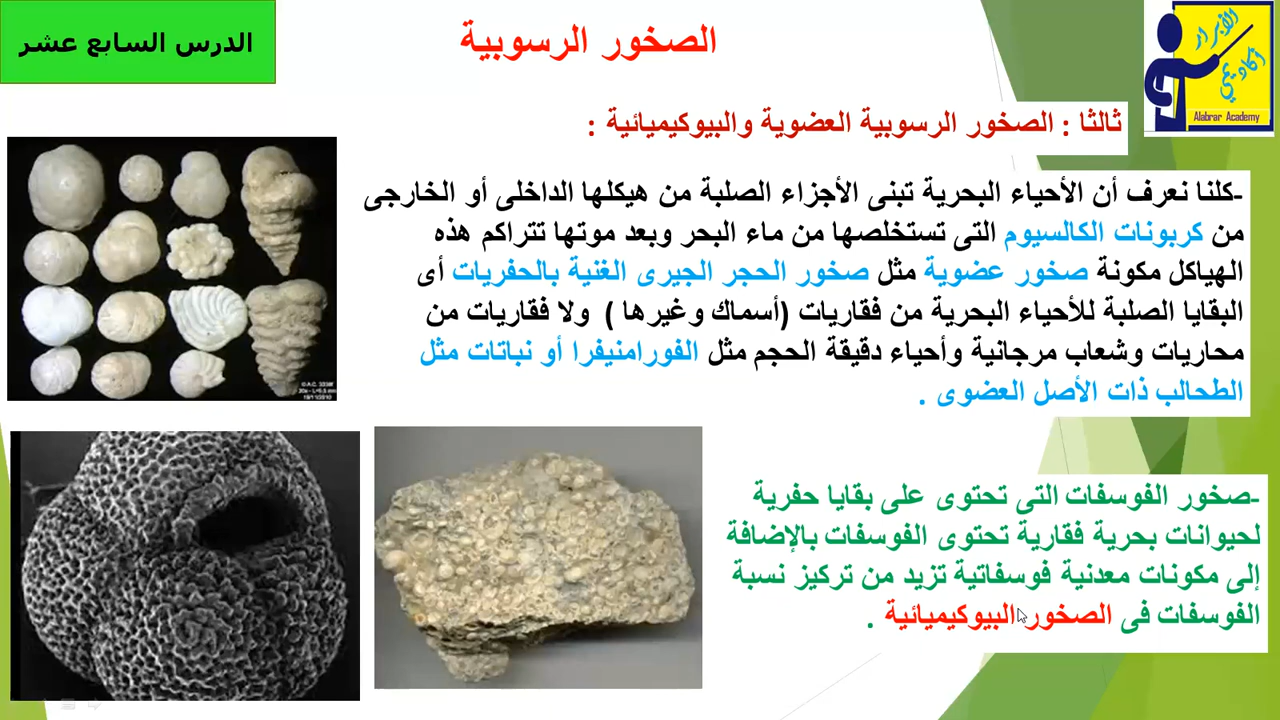 الدرس السابع عشر
الصخور الرسوبية
الأبرار
أكاديمي
Alabrar Academy
ثالثا : الصخور الرسوبية العضوية والبيوكيميائية :
-كلنا نعرف أن الأحياء البحرية تبنى الأجزاء الصلبة من هيكلها الداخلى أو الخارجى
من كربونات الكالسيوم التى تستخلصها من ماء البحر وبعد موتها تتراكم هذه
الهياكل مكونة صخور عضوية مثل صخور الحجر الجيرى الغنية بالحفريات أى
البقايا الصلبة للأحياء البحرية من فقاريات (أسماك وغيرها ) ولا فقاريات من
محاريات وشعاب مرجانية وأحياء دقيقة الحجم مثل الفورامنيفرا أو نباتات مثل
الطحالب ذات الأصل العضوى .
-صخور الفوسفات التى تحتوى على بقايا حفرية
لحيوانات بحرية فقارية تحتوى الفوسفات بالإضافة
إلى مكونات معدنية فوسفاتية تزيد من تركيز نسبة
الفوسفات فى الصخور البيوكيميائية .